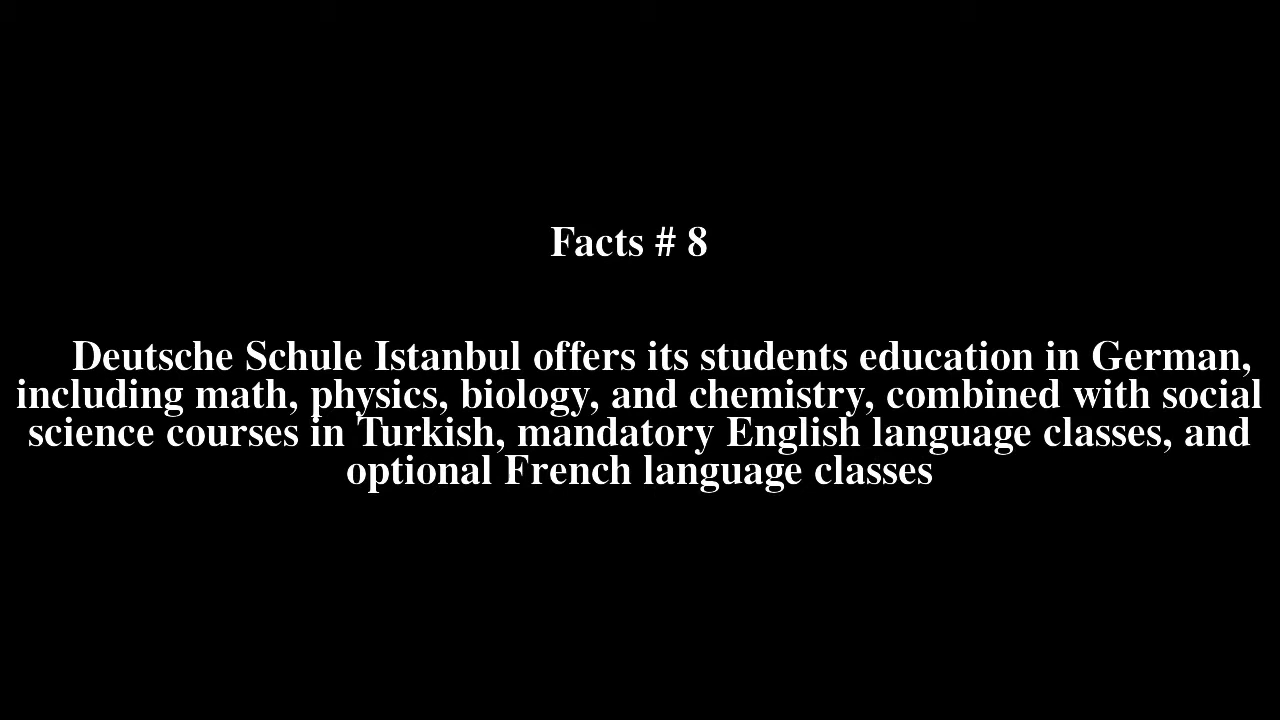 Facts # 8
Deutsche Schule Istanbul offers its students education in German,
including math, physics, biology, and chemistry, combined with social
science courses in Turkish, mandatory English language classes, and
optional French language classes